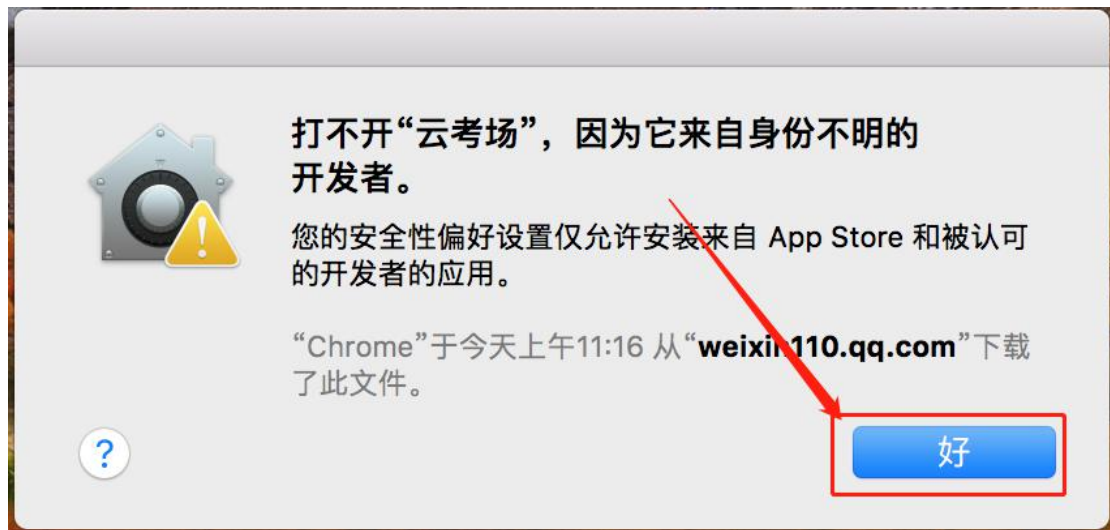 打不开“云考场”，因为它来自身份不明的
开发者。
您的安全性偏好设置仅允许安装来自 App Store 和被认可
的开发者的应用。
“Chrome”于今天上午11:16 从“weixin110.qq.com”下载
了此文件。
?
好